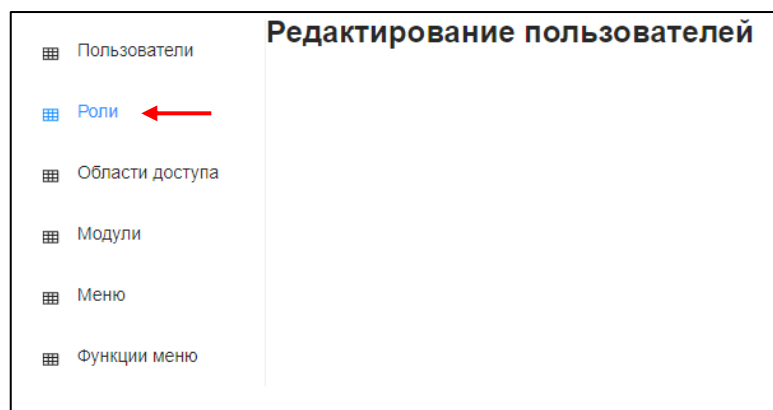 Редактирование пользователей
Пользователи
Роли
Области доступа
Модули
Меню
Функции меню